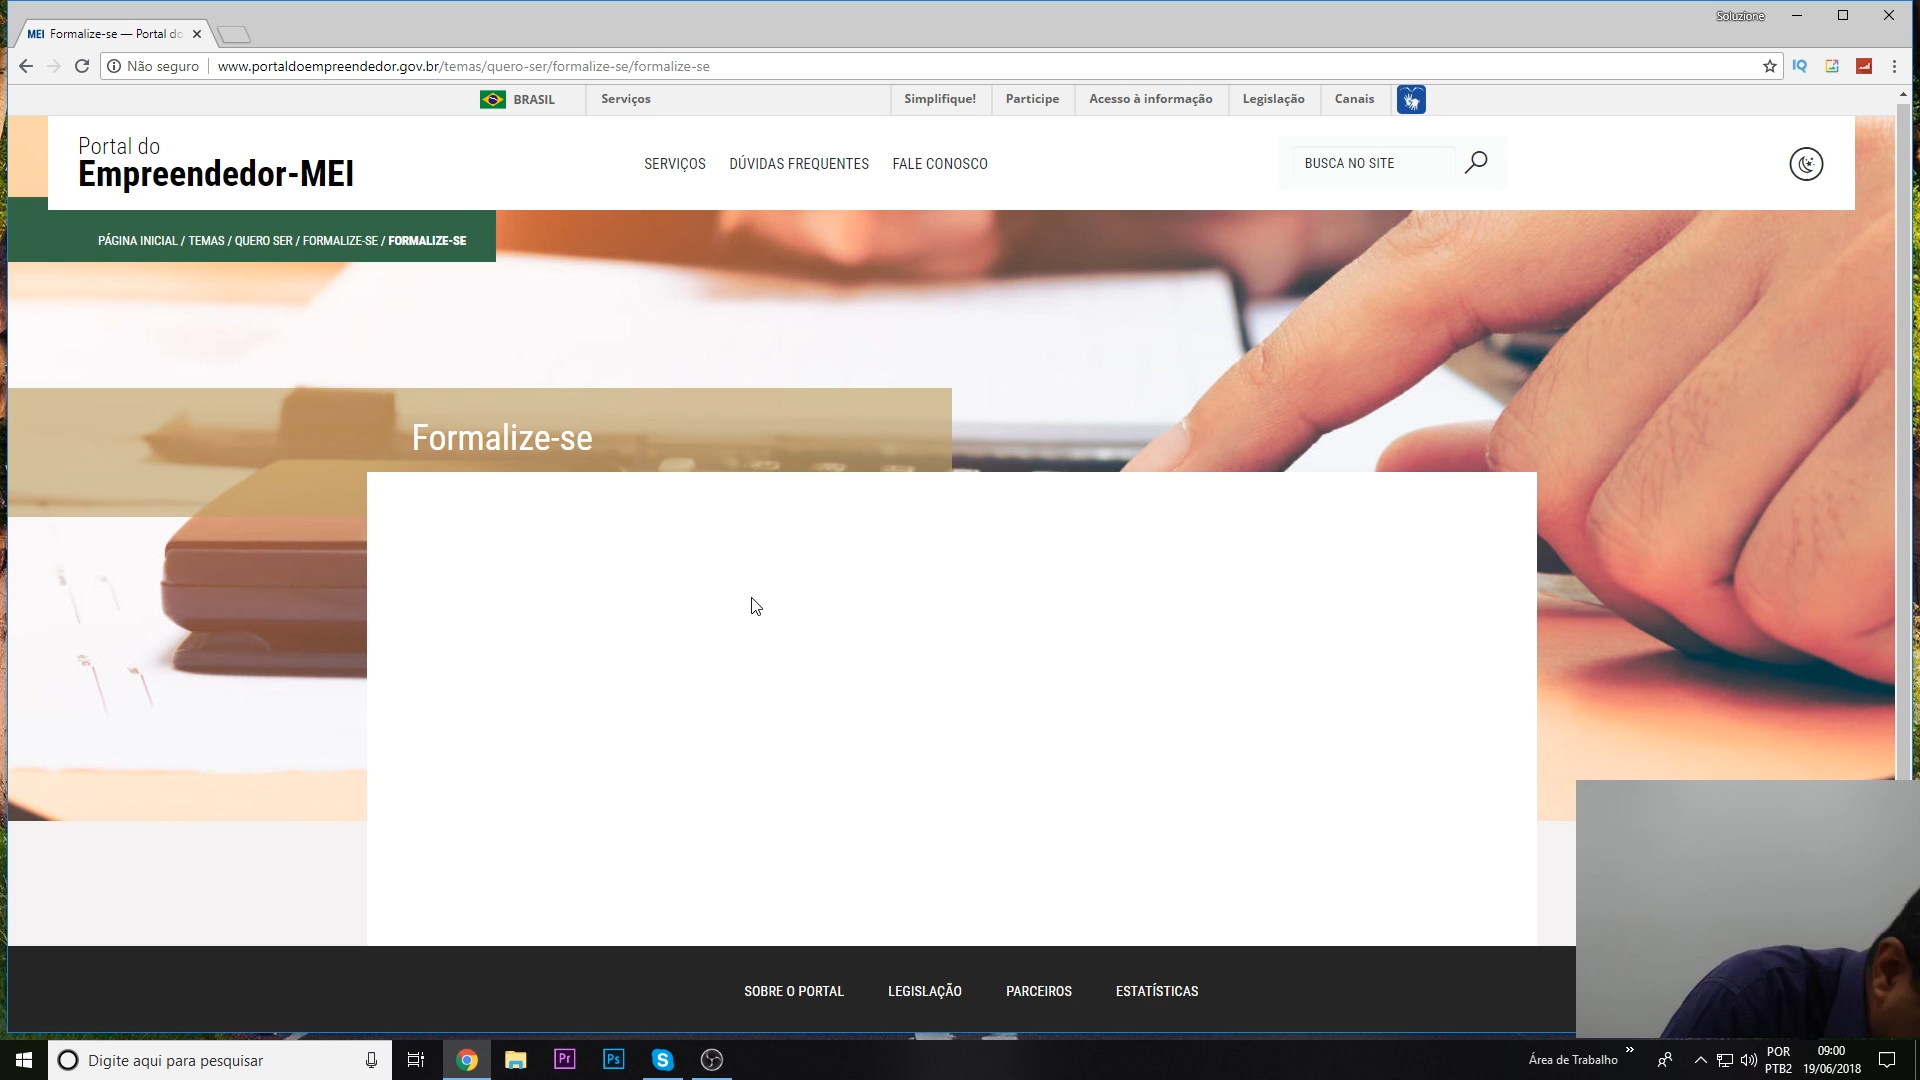 Soluzione
MEI Formalize-se — Portal do
Não seguro www.portaldoempreendedor.gov.br/temas/quero-ser/formalize-se/formalize-se
IQ
BRASIL Serviços Simplifique! Participe Acesso à informação Legislação Canais
Portal do
Empreendedor-MEI
SERVIÇOS DÚVIDAS FREQUENTES FALE CONOSCO
BUSCA NO SITE
PÁGINA INICIAL / TEMAS / QUERO SER / FORMALIZE-SE / FORMALIZE-SE
Formalize-se
SOBRE O PORTAL LEGISLAÇÃO PARCEIROS ESTATÍSTICAS
Digite aqui para pesquisar
Pr
Ps
S
Área de Trabalho
POR
PTB2
09:00
19/06/2018